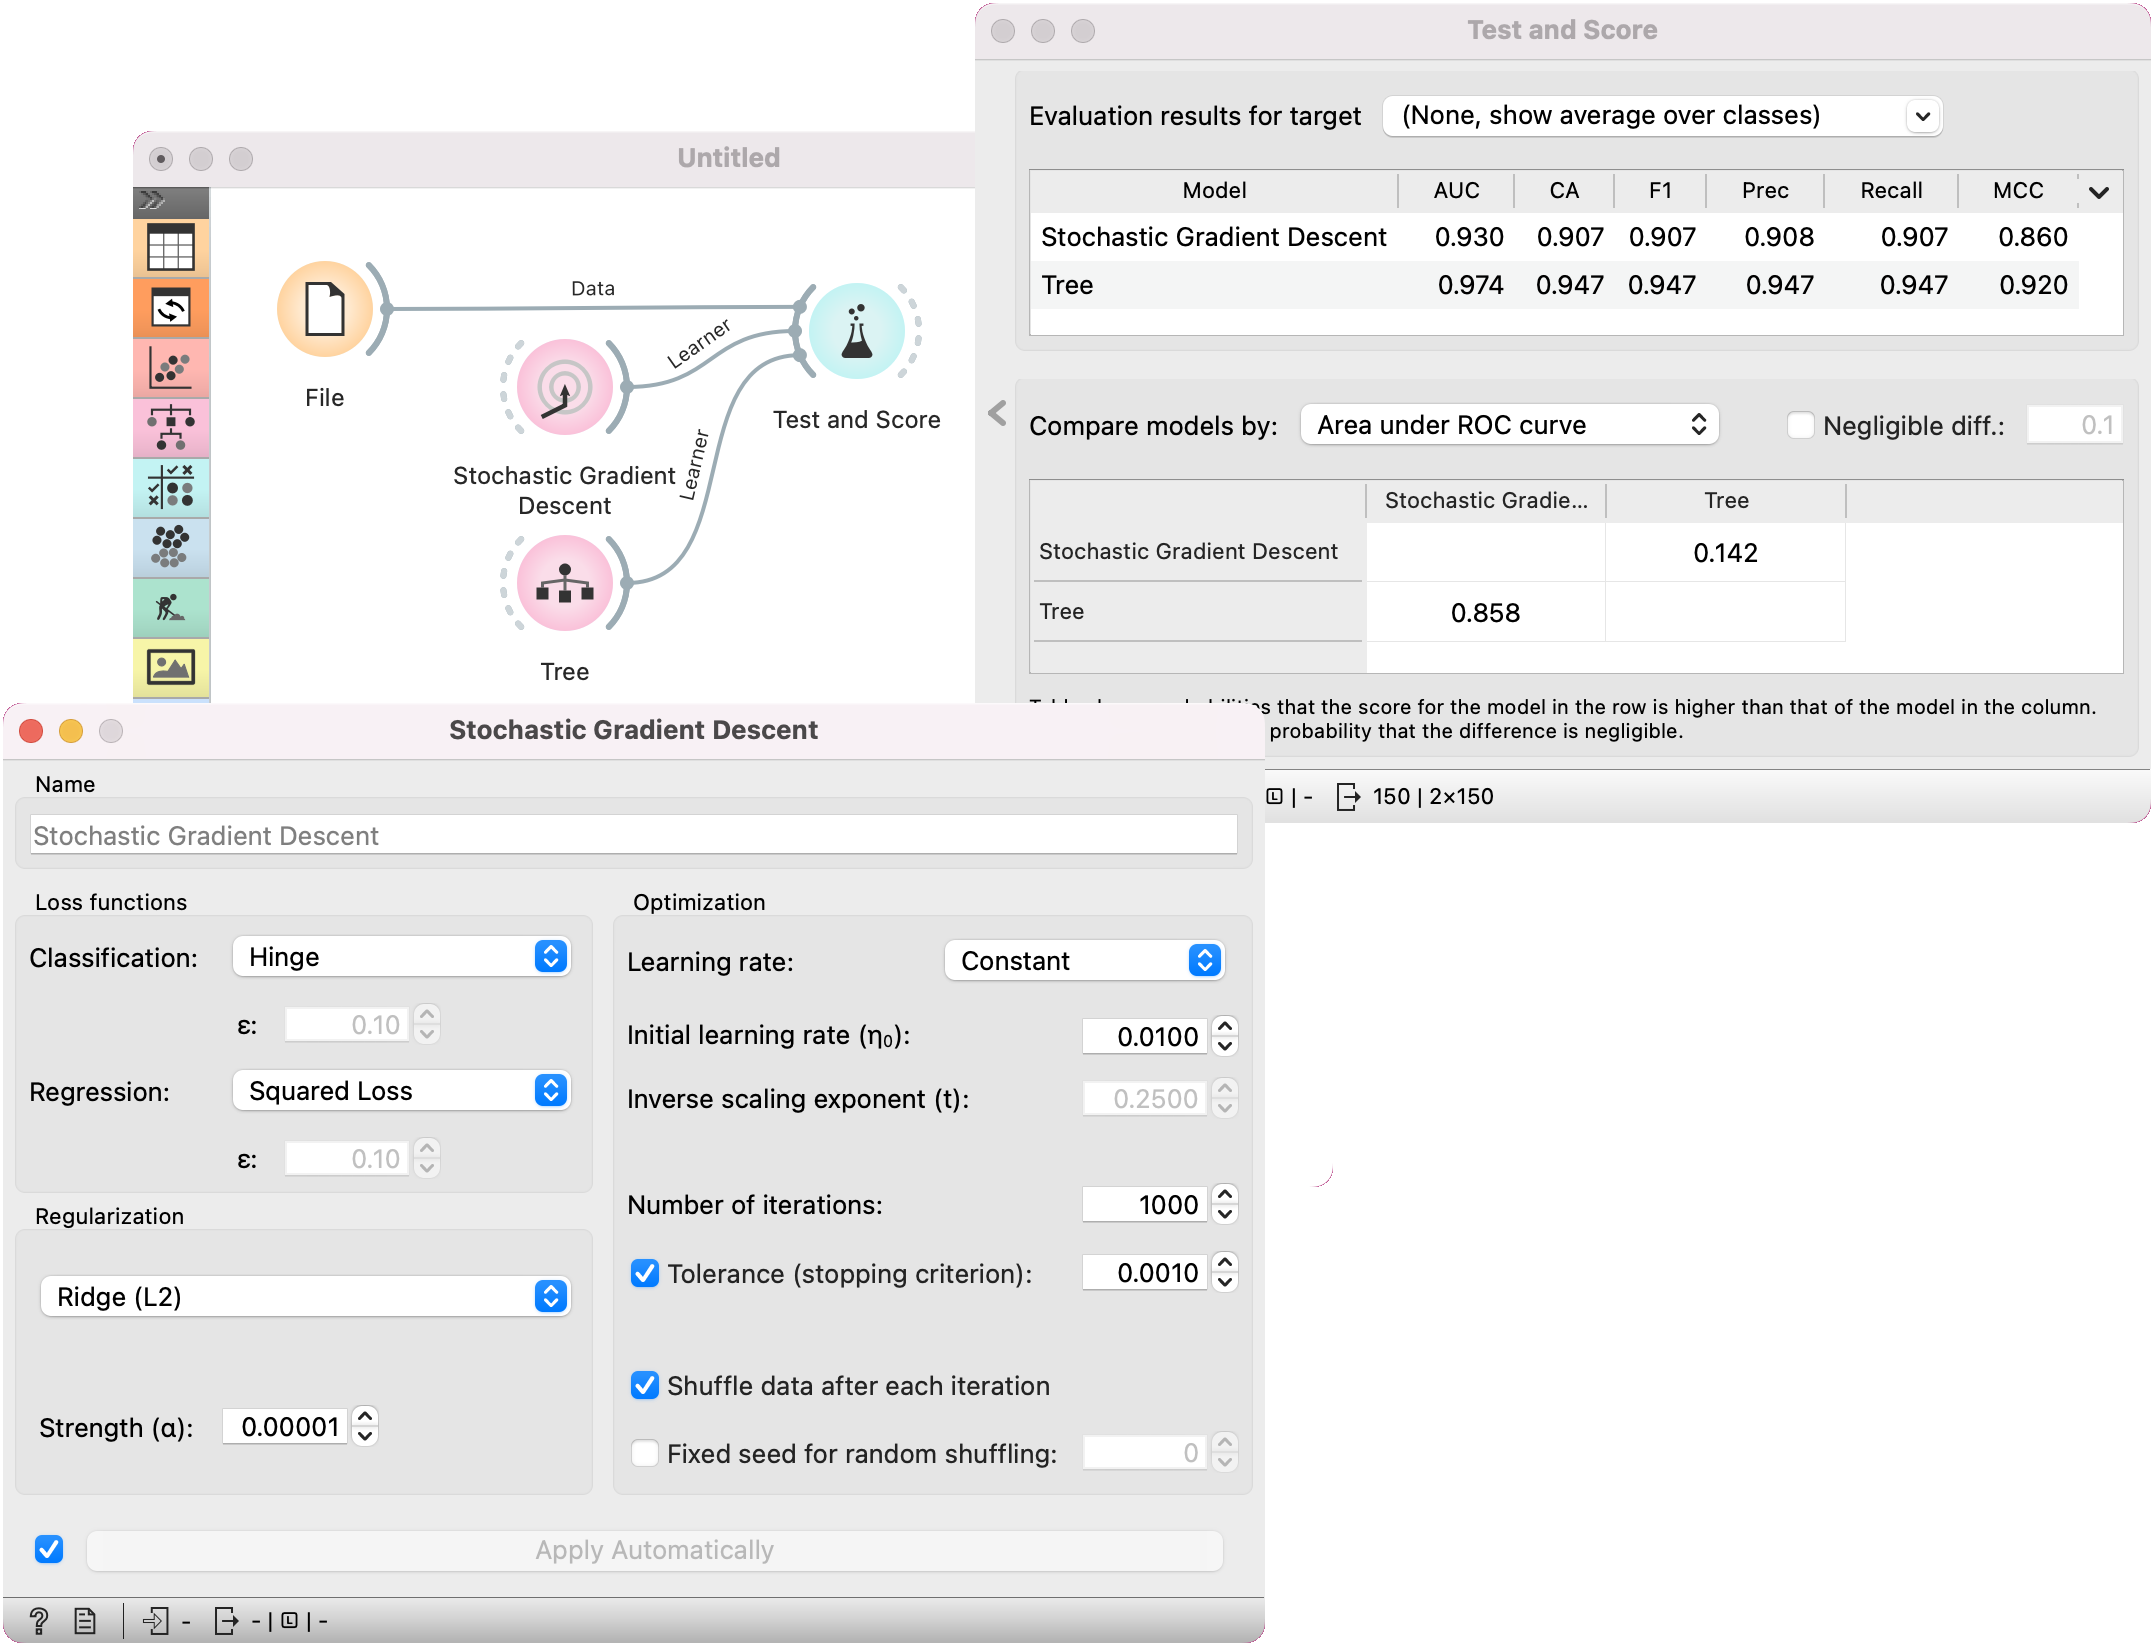 Test and Score
Evaluation results for target (None, show average over classes)
Model AUC CA F1 Prec Recall MCC
Stochastic Gradient Descent 0.930 0.907 0.907 0.908 0.907 0.860
Tree 0.974 0.947 0.947 0.947 0.947 0.920
Compare models by: Area under ROC curve Negligible diff.: 0.1
Stochastic Gradie... Tree
Stochastic Gradient Descent 0.142
Tree 0.858
that the score for the model in the row is higher than that of the model in the column.
probability that the difference is negligible.
| - 150 | 2×150
Untitled
File
Data
Learner
Learner
Test and Score
Stochastic Gradient
Descent
Tree
Stochastic Gradient Descent
Name
Stochastic Gradient Descent
Loss functions
Classification: Hinge
ε: 0.10
Regression: Squared Loss
ε: 0.10
Regularization
Ridge (L2)
Strength (α): 0.00001
Optimization
Learning rate: Constant
Initial learning rate (η₀): 0.0100
Inverse scaling exponent (t): 0.2500
Number of iterations: 1000
Tolerance (stopping criterion): 0.0010
Shuffle data after each iteration
Fixed seed for random shuffling: 0
Apply Automatically
? - - | L | -